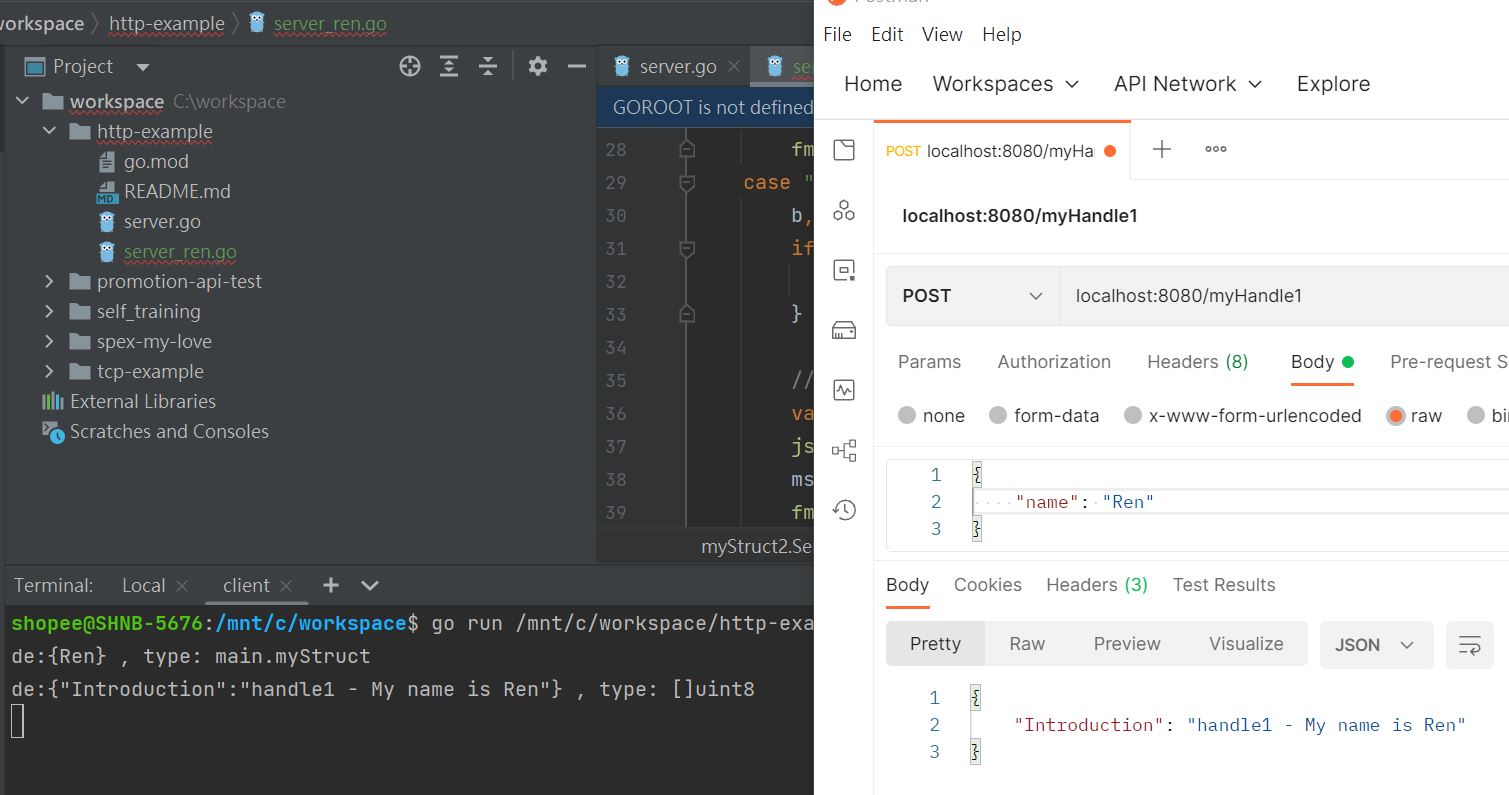 workspace
http-example
server_ren.go
Project
workspace C:\workspace
http-example
go.mod
MD
README.md
server.go
server_ren.go
promotion-api-test
self_training
spex-my-love
tcp-example
External Libraries
Scratches and Consoles
server.go
GOROOT is not defined
28 fm
29 case "
30 b,
31 if
32
33 }
34
35 //
36 va
37 js
38 ms
39 fm
myStruct2.Se
Terminal: Local client
shopee@SHNB-5676:/mnt/c/workspace$ go run /mnt/c/workspace/http-exa
de:{Ren} , type: main.myStruct
de:{"Introduction":"handle1 - My name is Ren"} , type: []uint8
File Edit View Help
Home Workspaces API Network Explore
POST localhost:8080/myHa
localhost:8080/myHandle1
POST localhost:8080/myHandle1
Params Authorization Headers (8) Body Pre-request S
none form-data x-www-form-urlencoded raw bi
1 {
2 "name": "Ren"
3 }
Body Cookies Headers (3) Test Results
Pretty Raw Preview Visualize JSON
1 {
2 "Introduction": "handle1 - My name is Ren"
3 }